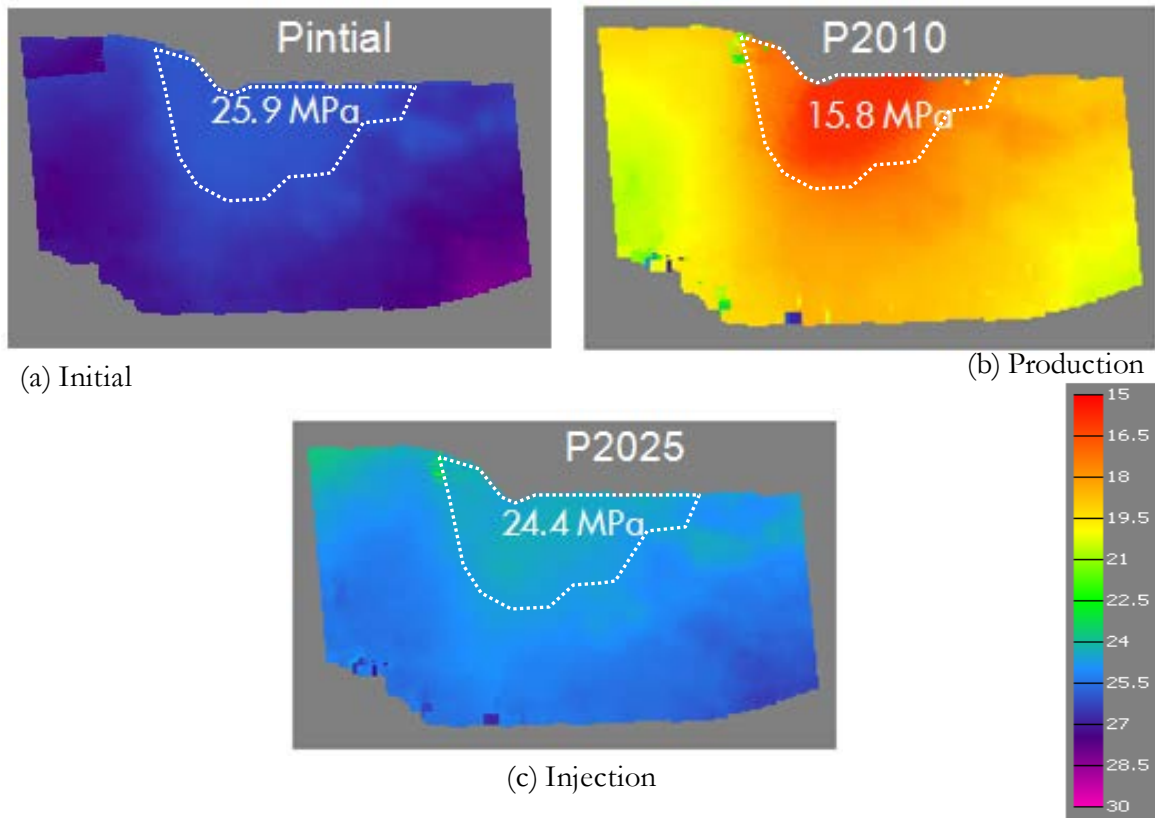 Pintial
25.9 MPa
(a) Initial
P2010
15.8 MPa
(b) Production
P2025
24.4 MPa
(c) Injection
15
16.5
18
19.5
21
22.5
24
25.5
27
28.5
30